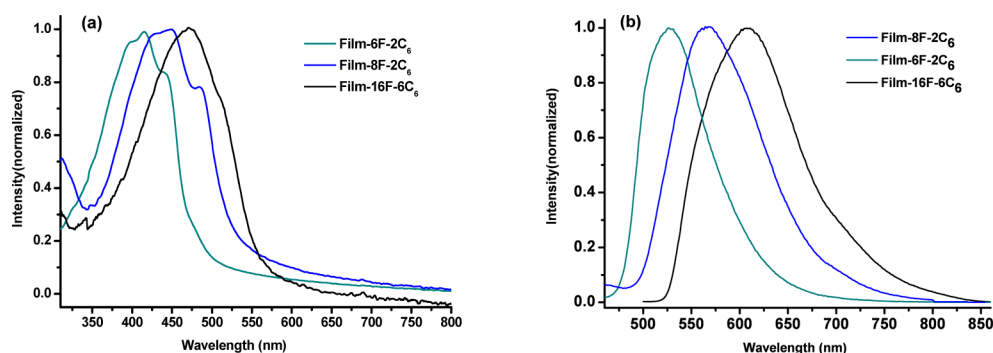 (a)
Film-6F-2C6
Film-8F-2C6
Film-16F-6C6
Intensity(normalized)
1.0
0.8
0.6
0.4
0.2
0.0
350 400 450 500 550 600 650 700 750 800
Wavelength (nm)
(b)
Film-8F-2C6
Film-6F-2C6
Film-16F-6C6
Intensity(normalized)
1.0
0.8
0.6
0.4
0.2
0.0
500 550 600 650 700 750 800 850
Wavelength (nm)